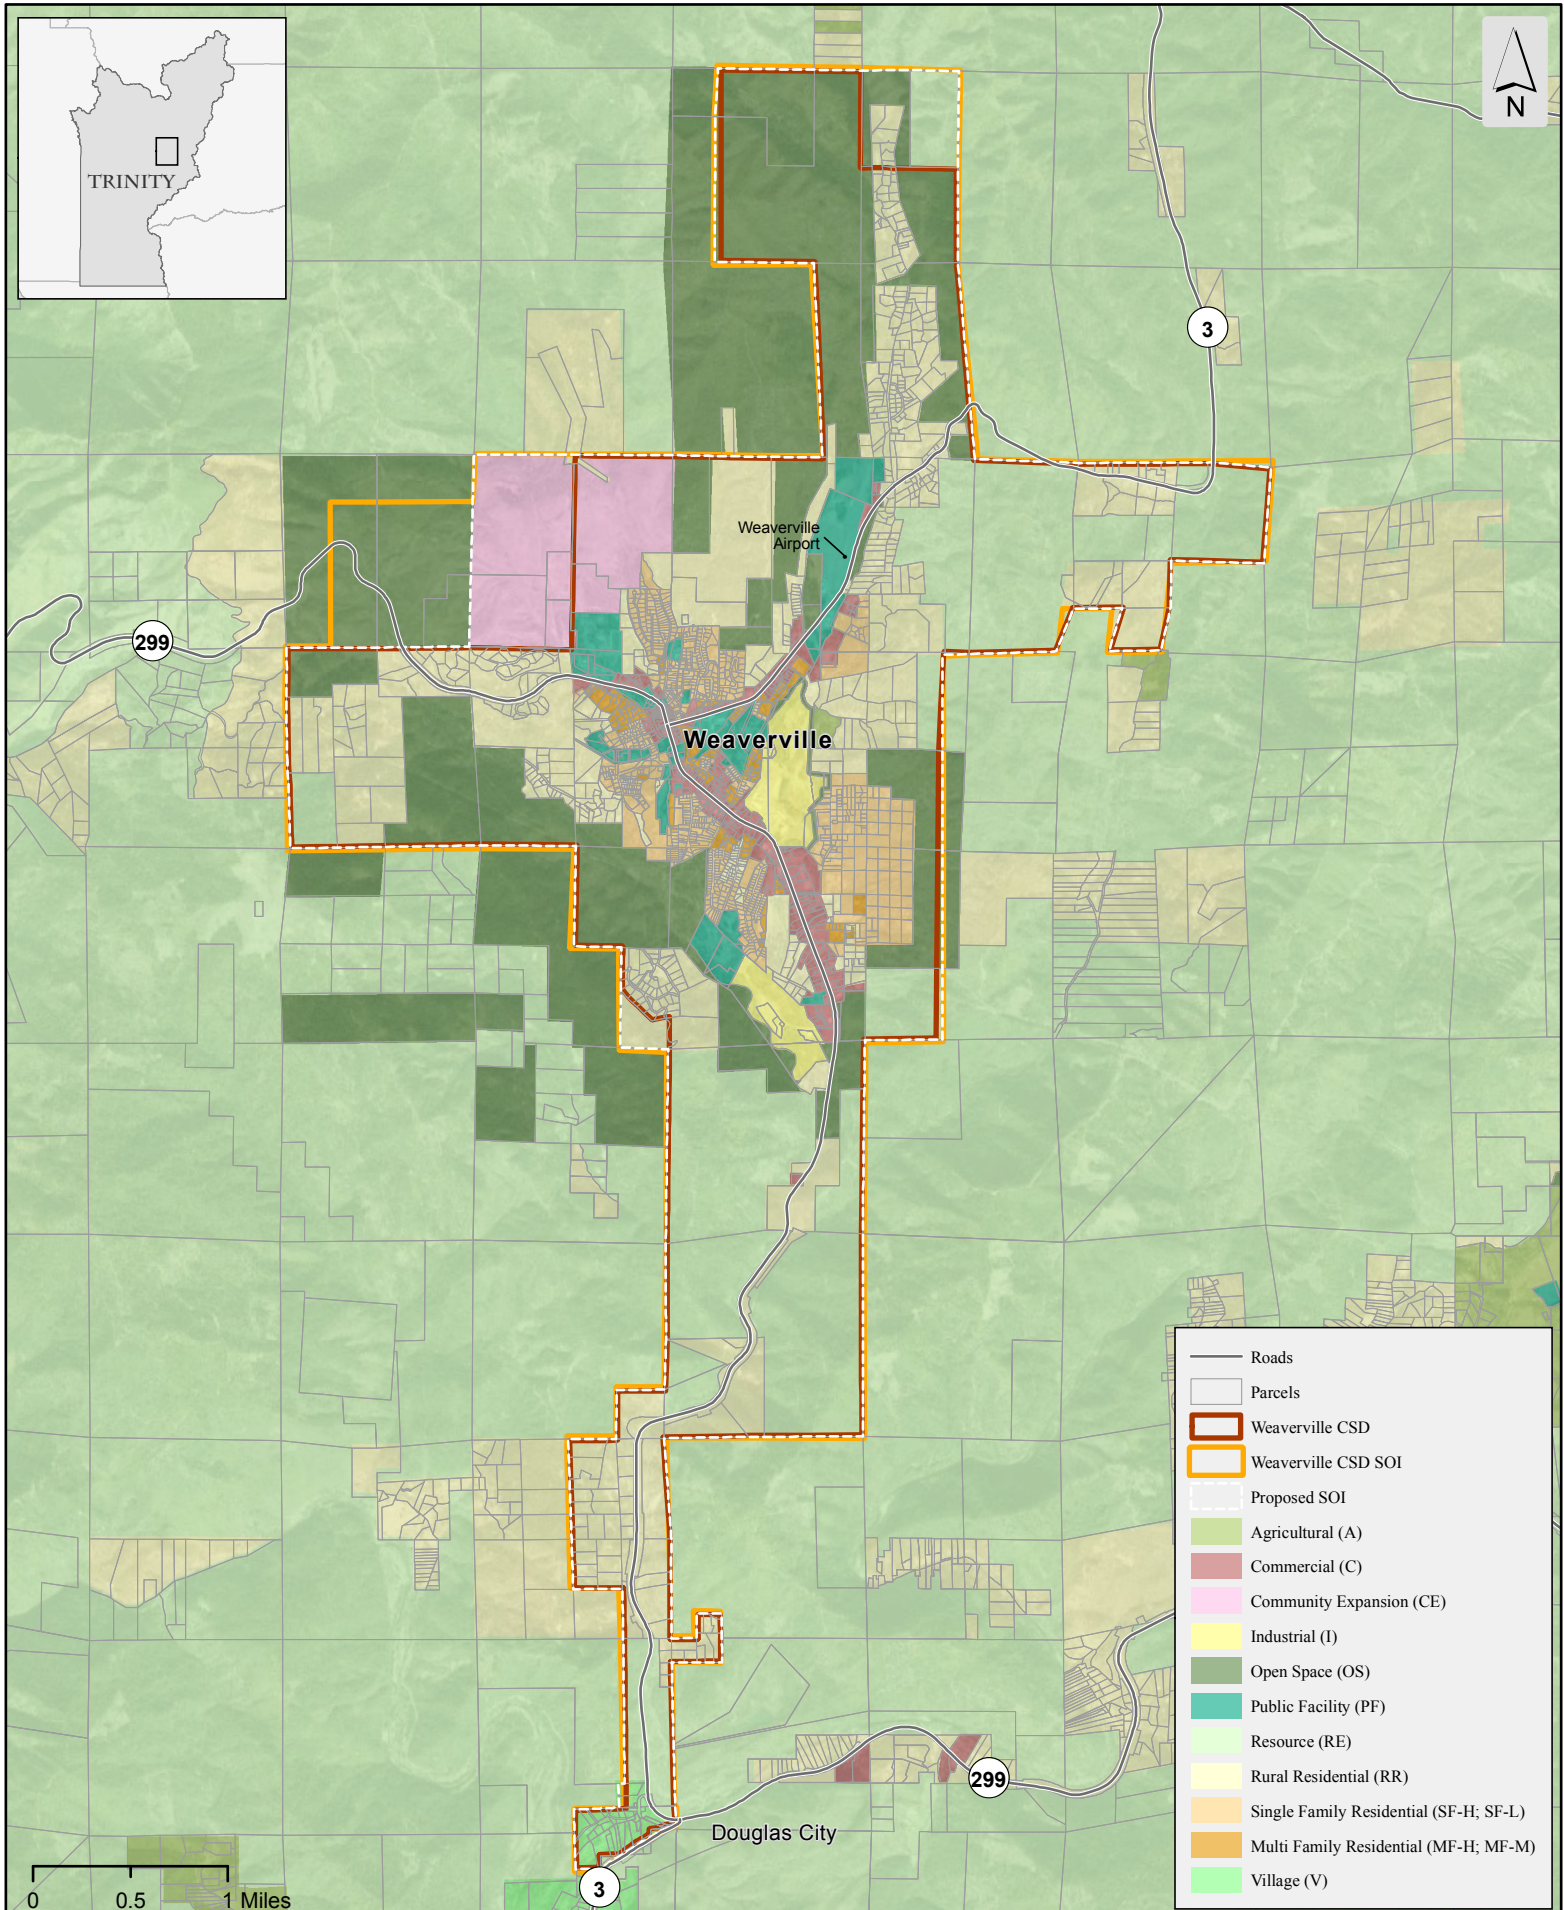 TRINITY
N
3
Weaverville
Airport
299
Weaverville
Roads
Parcels
Weaverville CSD
Weaverville CSD SOI
Proposed SOI
Agricultural (A)
Commercial (C)
Community Expansion (CE)
Industrial (I)
Open Space (OS)
Public Facility (PF)
Resource (RE)
Rural Residential (RR)
Single Family Residential (SF-H; SF-L)
Multi Family Residential (MF-H; MF-M)
Village (V)
299
Douglas City
3
0 0.5 1 Miles